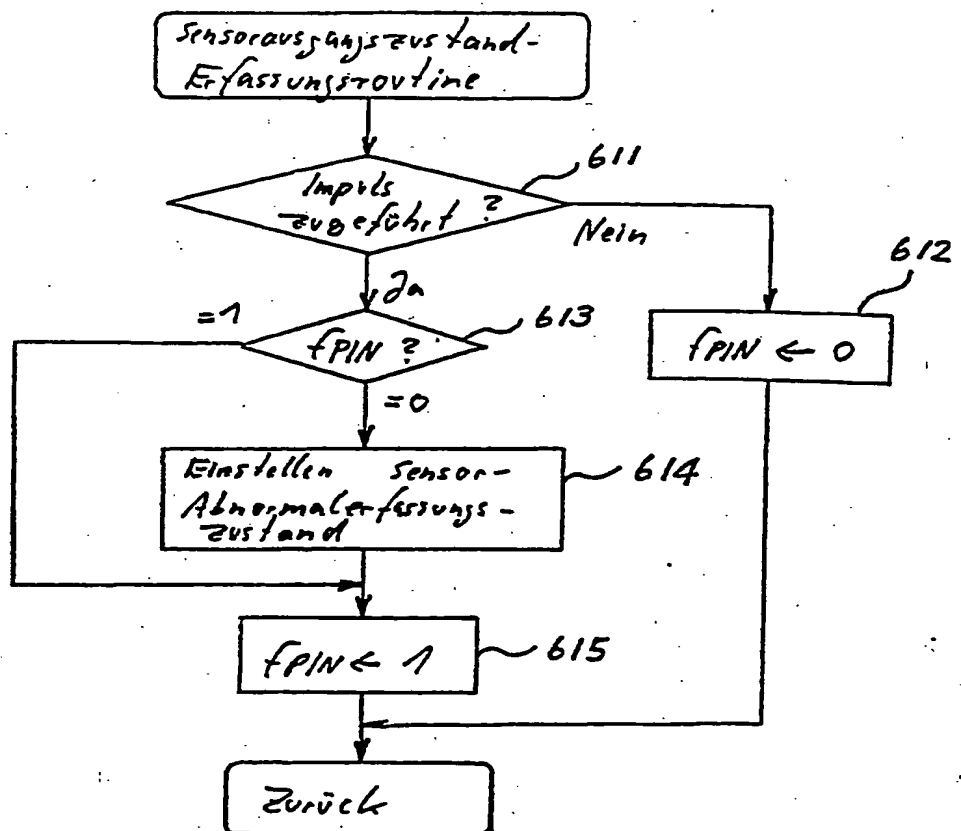 Sensorausgangszustand-
Erfassungsroutine
611
Impuls
zugeführt ?
Nein
612
Ja
=1
613
fPIN ?
fPIN ← 0
=0
Einstellen Sensor-
Abnormalerfassungs-
zustand
614
fPIN ← 1
615
Zurück